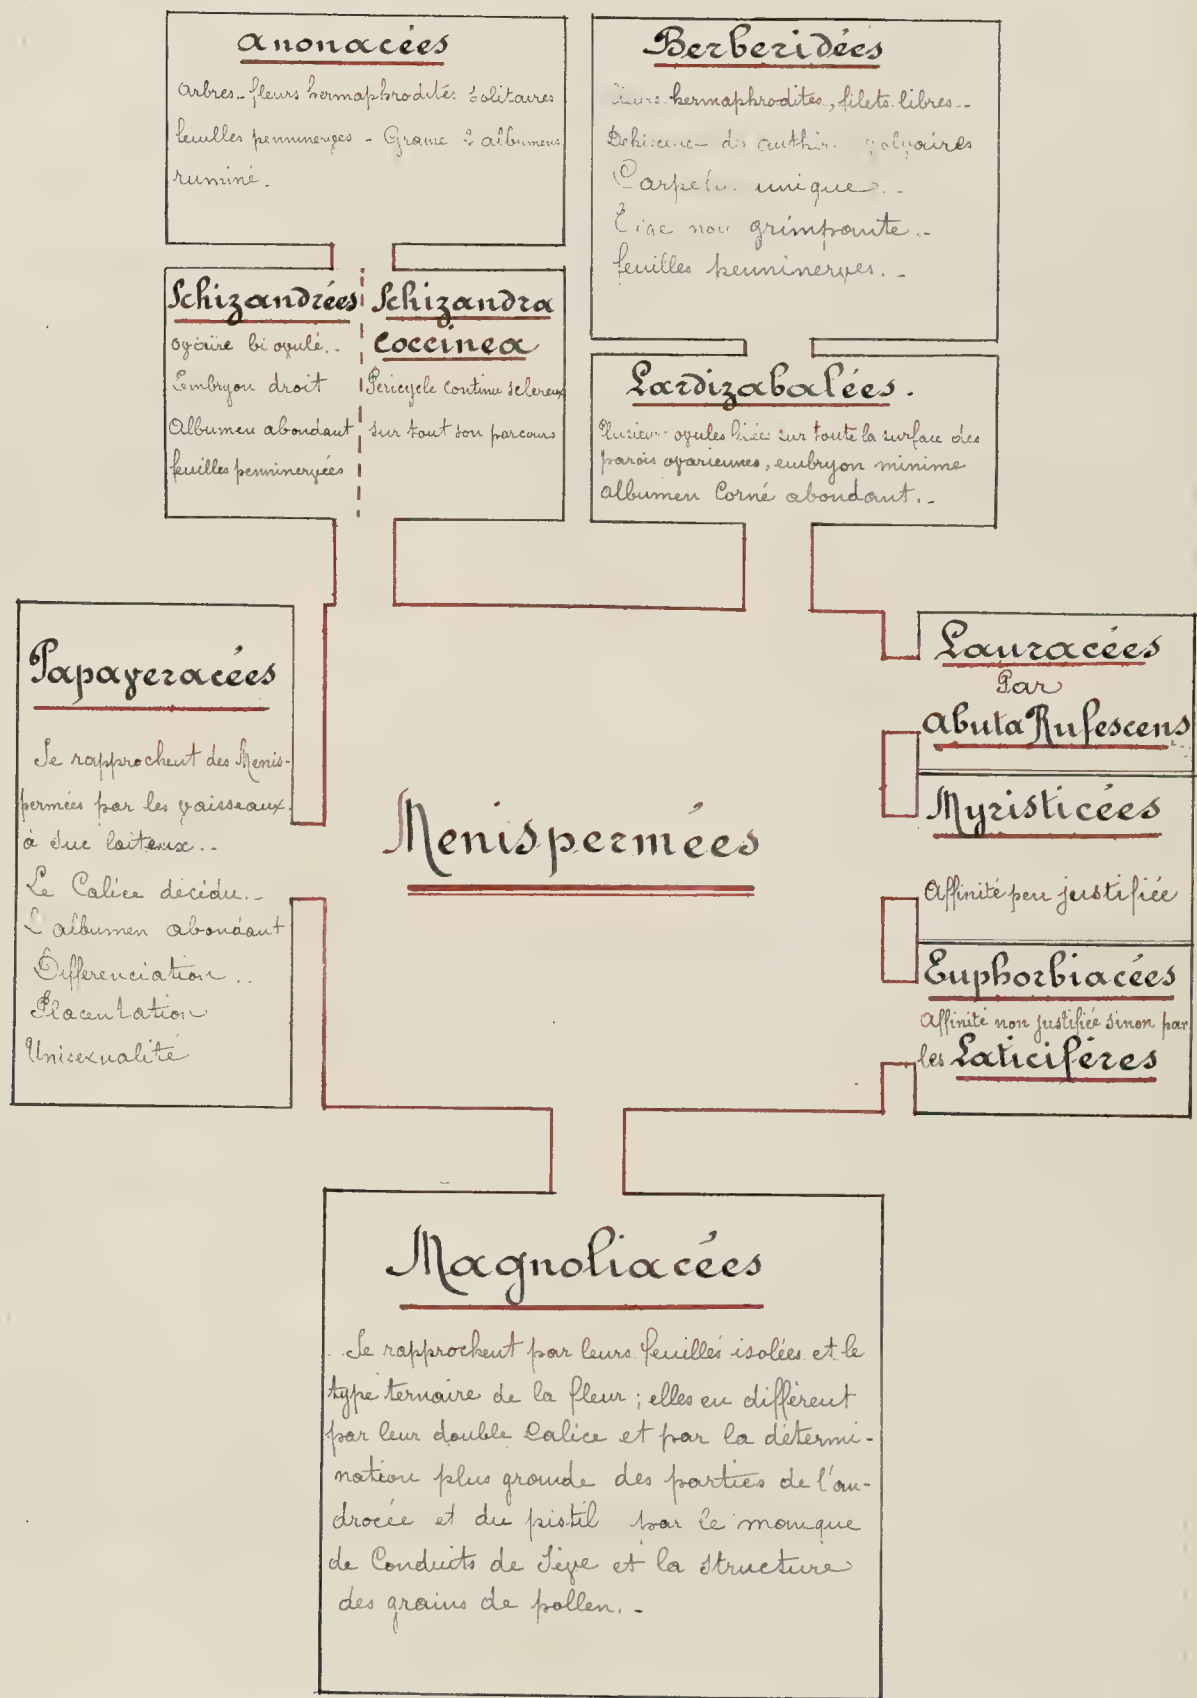 Anonacées
Arbres - fleurs hermaphrodites solitaires
feuilles penninerves - Graine à albumen
ruminé -
Berberidées
hermaphrodites, filets libres -
Dehiscence des
Carpelle unique -
Tige non grimpante -
feuilles penninerves. -
Schizandrées
ovaire bi ovulé..
Embryon droit
Albumen abondant
feuilles penninervées
Schizandra
Coccinea
Péricycle continu sclereux
sur tout son parcours
Lardizabalées.
Plusieurs ovules sur toute la surface des
parois ovariennes, embryon minime
albumen Corné abondant. -
Papaveracées
Se rapprochent des Menis-
permées par les vaisseaux
à suc laiteux ..
Le Calice décidu. -
L'albumen abondant
Différenciation ..
Placentation
Unisexualité
Menispermées
Lauracées
Par
Abuta Rufescens
Myristicées
Affinité peu justifiée
Euphorbiacées
Affinité non justifiée sinon par
les Laticifères
Magnoliacées
Se rapprochent par leurs feuilles isolées et le
type ternaire de la fleur ; elles en diffèrent
par leur double Calice et par la détermi-
nation plus grande des parties de l'an-
drocée et du pistil par le manque
de Conduits de Sève et la structure
des grains de pollen. -